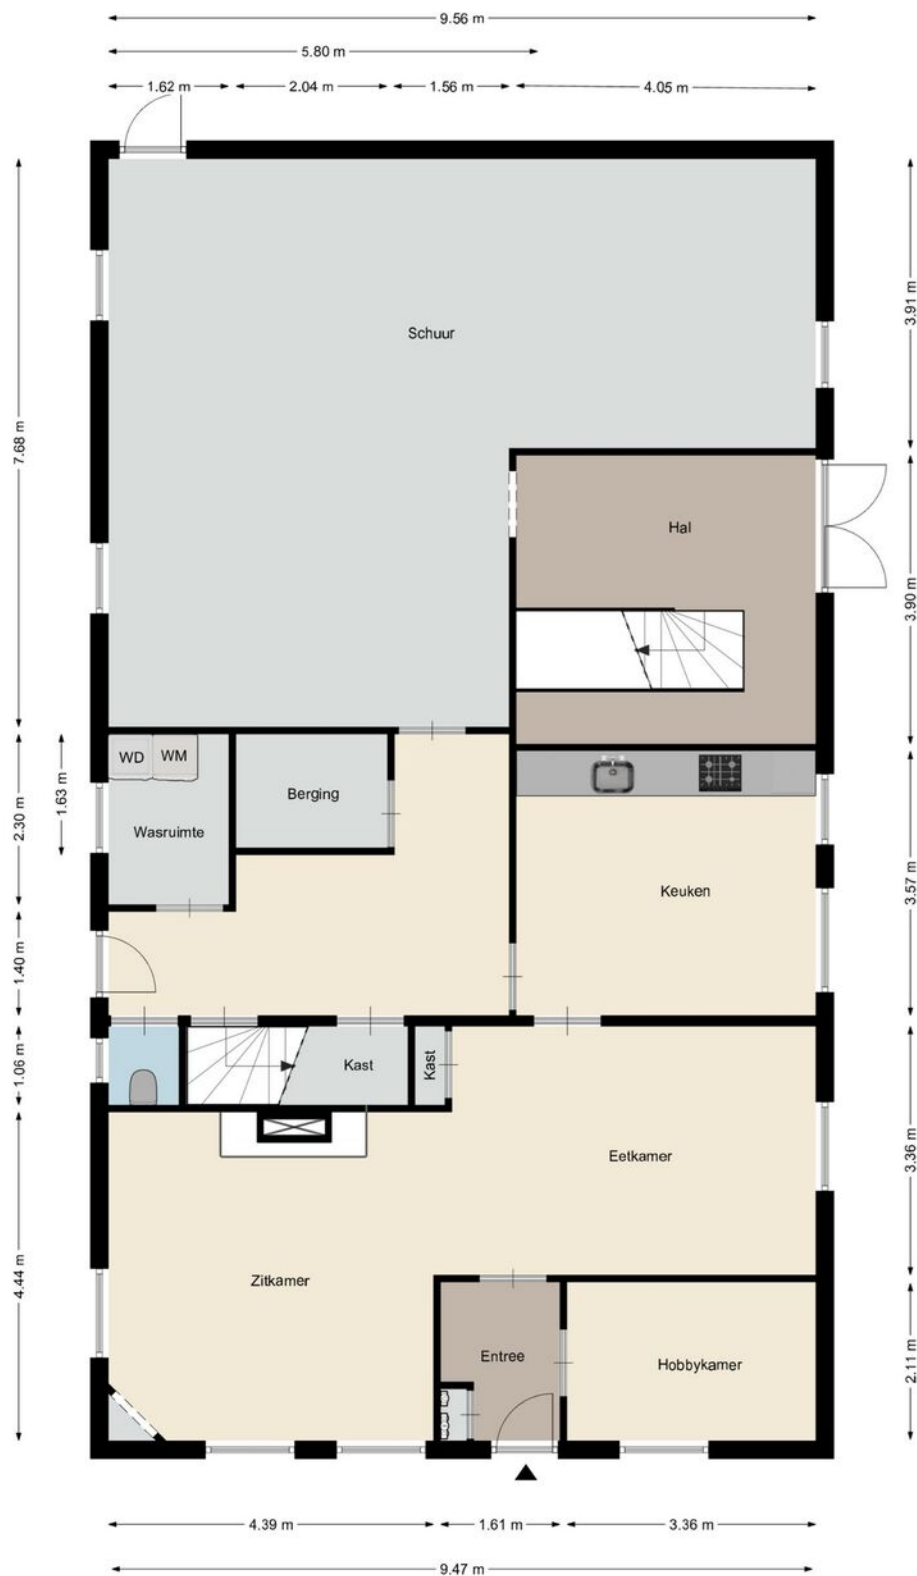 9.56 m
5.80 m
1.62 m
2.04 m
1.56 m
4.05 m
Schuur
7.68 m
3.91 m
Hal
3.90 m
WD
WM
Berging
Wasruimte
2.30 m
1.63 m
Keuken
3.57 m
1.40 m
Kast
Kast
1.06 m
Eetkamer
3.36 m
Zitkamer
4.44 m
Entree
Hobbykamer
2.11 m
4.39 m
1.61 m
3.36 m
9.47 m